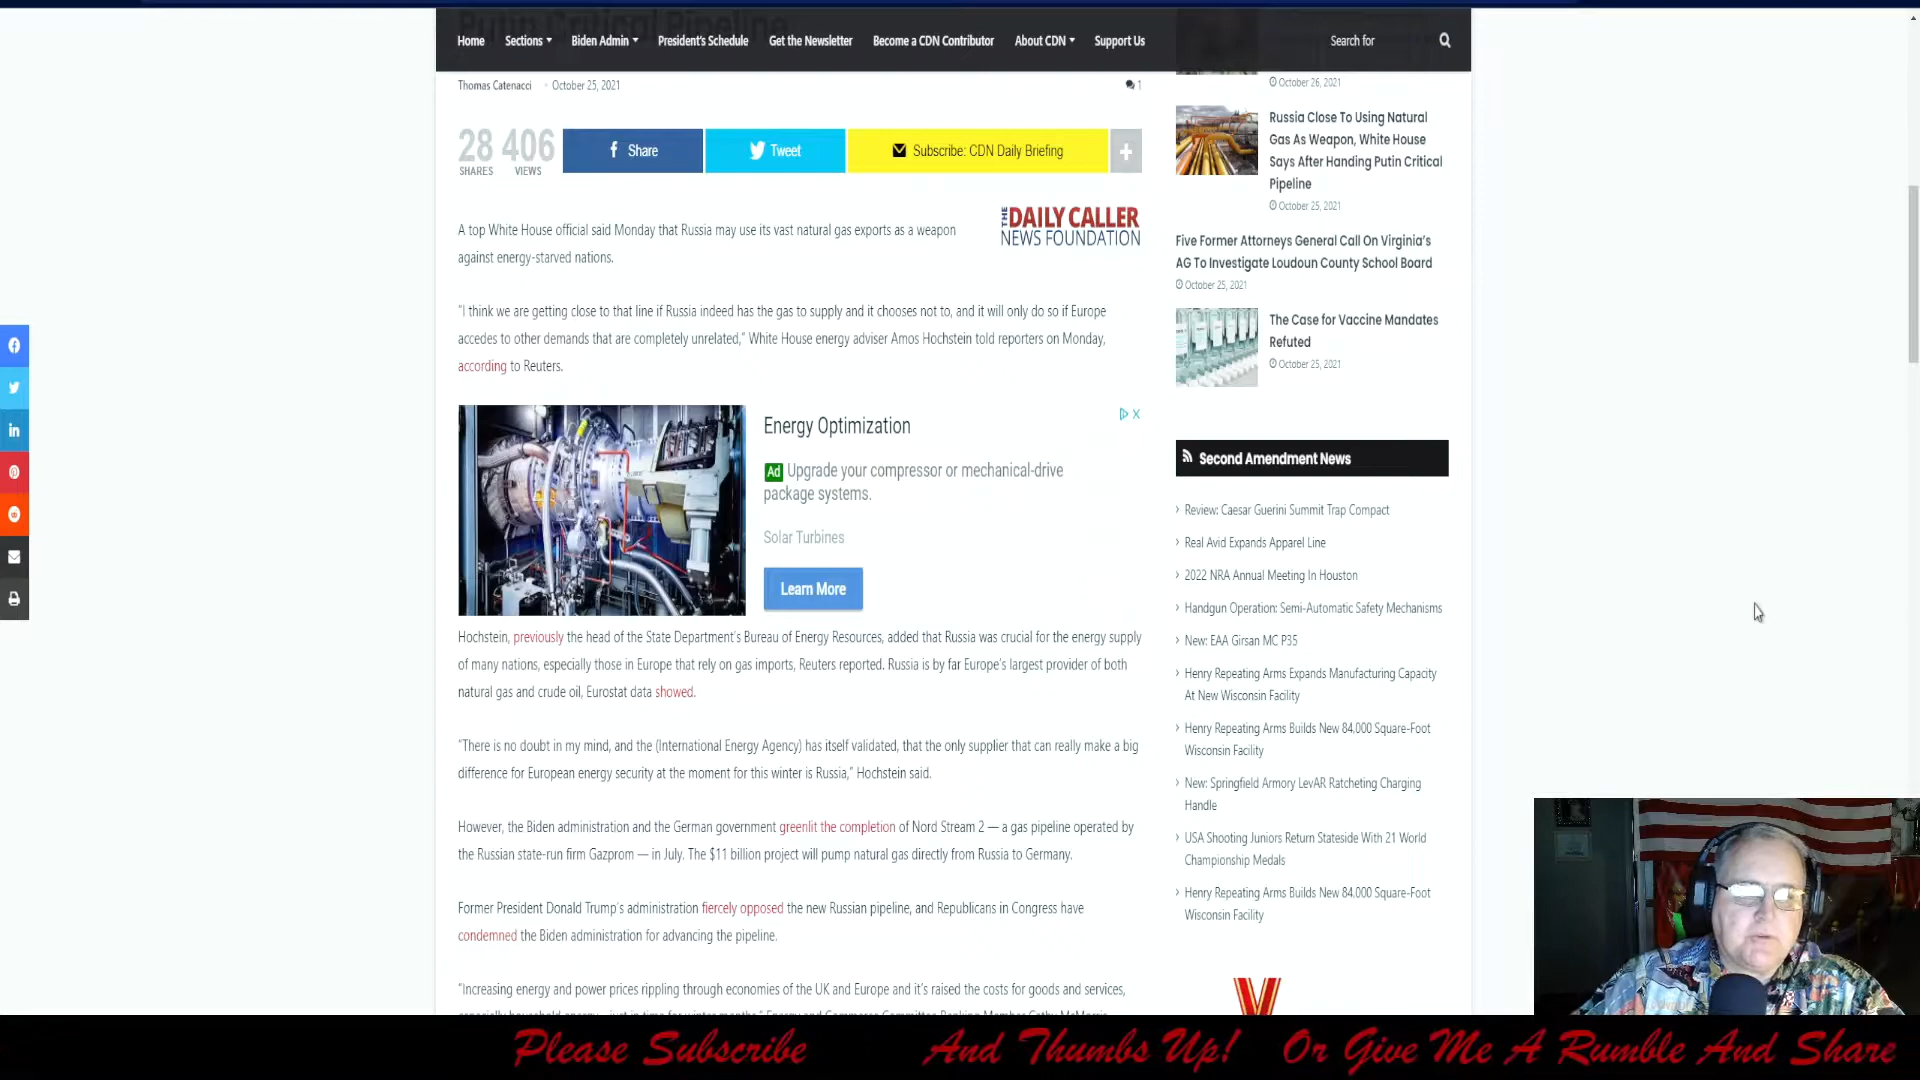 Putin Critical Pipeline
Home Sections Biden Admin President's Schedule Get the Newsletter Become a CDN Contributor About CDN Support Us Search for
Thomas Catenacci October 25, 2021 1
28 406
SHARES VIEWS
Share
Tweet
Subscribe: CDN Daily Briefing
THE DAILY CALLER
NEWS FOUNDATION
A top White House official said Monday that Russia may use its vast natural gas exports as a weapon
against energy-starved nations.
"I think we are getting close to that line if Russia indeed has the gas to supply and it chooses not to, and it will only do so if Europe
accedes to other demands that are completely unrelated," White House energy adviser Amos Hochstein told reporters on Monday,
according to Reuters.
Energy Optimization
Ad Upgrade your compressor or mechanical-drive
package systems.
Solar Turbines
Learn More
Hochstein, previously the head of the State Department's Bureau of Energy Resources, added that Russia was crucial for the energy supply
of many nations, especially those in Europe that rely on gas imports, Reuters reported. Russia is by far Europe's largest provider of both
natural gas and crude oil, Eurostat data showed.
"There is no doubt in my mind, and the (International Energy Agency) has itself validated, that the only supplier that can really make a big
difference for European energy security at the moment for this winter is Russia," Hochstein said.
However, the Biden administration and the German government greenlit the completion of Nord Stream 2 — a gas pipeline operated by
the Russian state-run firm Gazprom — in July. The $11 billion project will pump natural gas directly from Russia to Germany.
Former President Donald Trump's administration fiercely opposed the new Russian pipeline, and Republicans in Congress have
condemned the Biden administration for advancing the pipeline.
"Increasing energy and power prices rippling through economies of the UK and Europe and it's raised the costs for goods and services,
October 26, 2021
Russia Close To Using Natural
Gas As Weapon, White House
Says After Handing Putin Critical
Pipeline
October 25, 2021
Five Former Attorneys General Call On Virginia's
AG To Investigate Loudoun County School Board
October 25, 2021
The Case for Vaccine Mandates
Refuted
October 25, 2021
Second Amendment News
Review: Caesar Guerini Summit Trap Compact
Real Avid Expands Apparel Line
2022 NRA Annual Meeting In Houston
Handgun Operation: Semi-Automatic Safety Mechanisms
New: EAA Girsan MC P35
Henry Repeating Arms Expands Manufacturing Capacity
At New Wisconsin Facility
Henry Repeating Arms Builds New 84,000 Square-Foot
Wisconsin Facility
New: Springfield Armory LevAR Ratcheting Charging
Handle
USA Shooting Juniors Return Stateside With 21 World
Championship Medals
Henry Repeating Arms Builds New 84,000 Square-Foot
Wisconsin Facility
Please Subscribe And Thumbs Up! Or Give Me A Rumble And Share